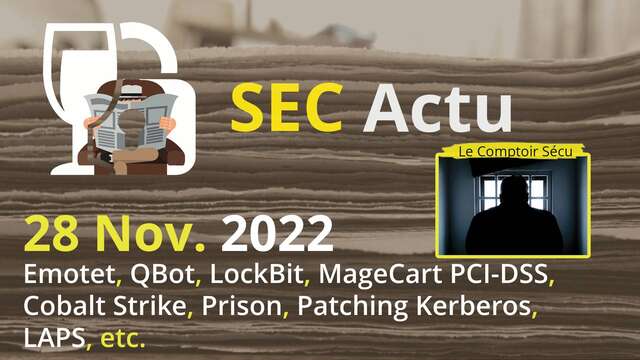 SEC Actu
Le Comptoir Sécu
28 Nov. 2022
Emotet, QBot, LockBit, MageCart PCI-DSS,
Cobalt Strike, Prison, Patching Kerberos,
LAPS, etc.